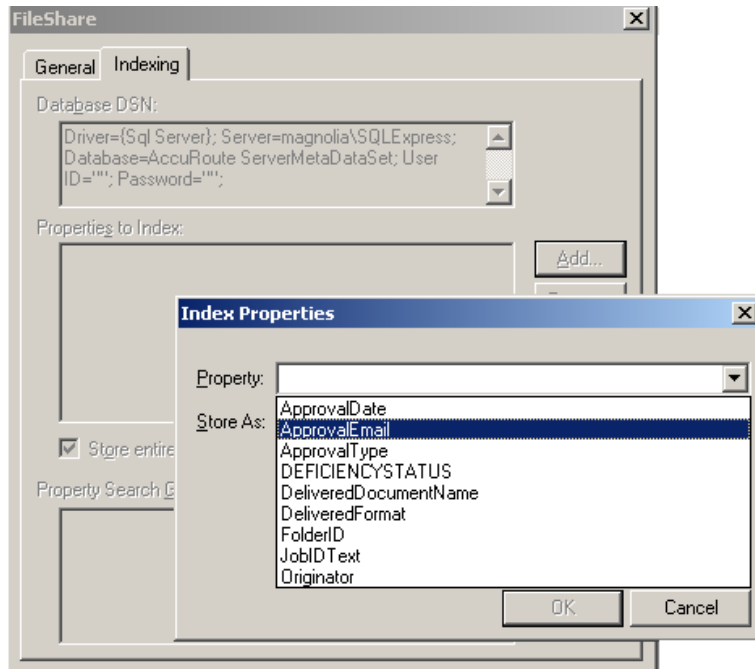 FileShare
General
Indexing
Database DSN:
Driver={Sql Server}; Server=magnolia\SQLExpress;
Database=AccuRoute ServerMetaDataSet; User
ID=""; Password="";
Properties to Index:
Add...
Index Properties
Property:
Store As:
ApprovalDate
ApprovalEmail
ApprovalType
DEFICIENCYSTATUS
DeliveredDocumentName
DeliveredFormat
FolderID
JobIDText
Originator
Store entire
Property Search
OK
Cancel